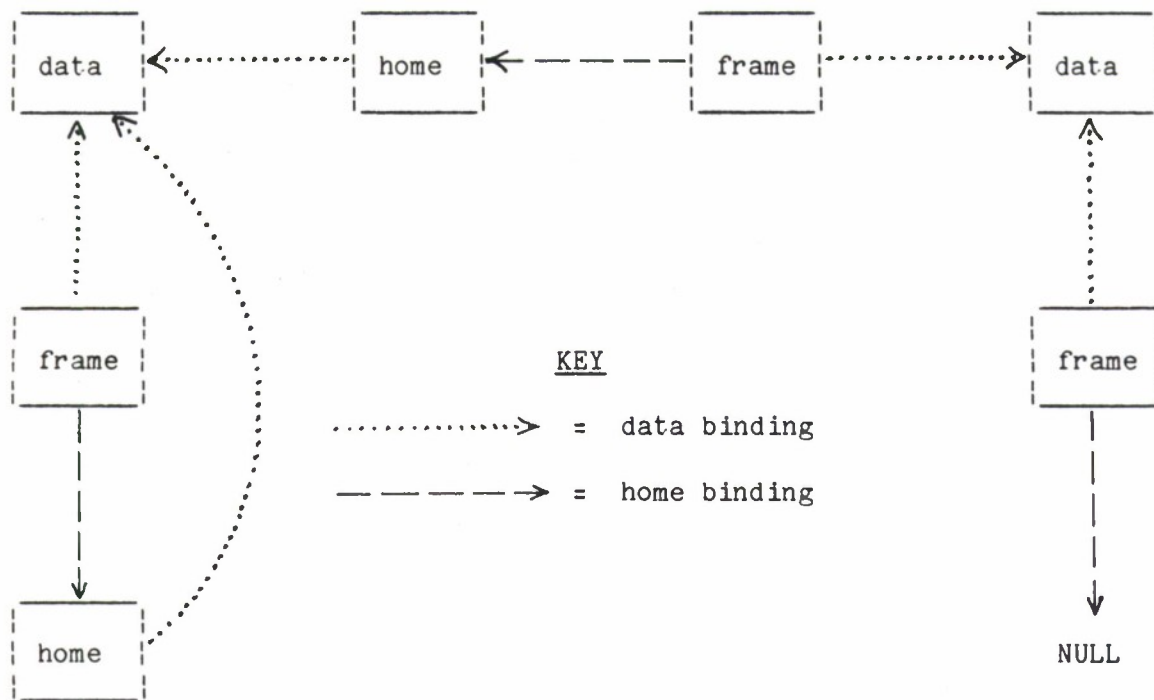 data home frame data
frame KEY frame
= data binding
= home binding
home NULL